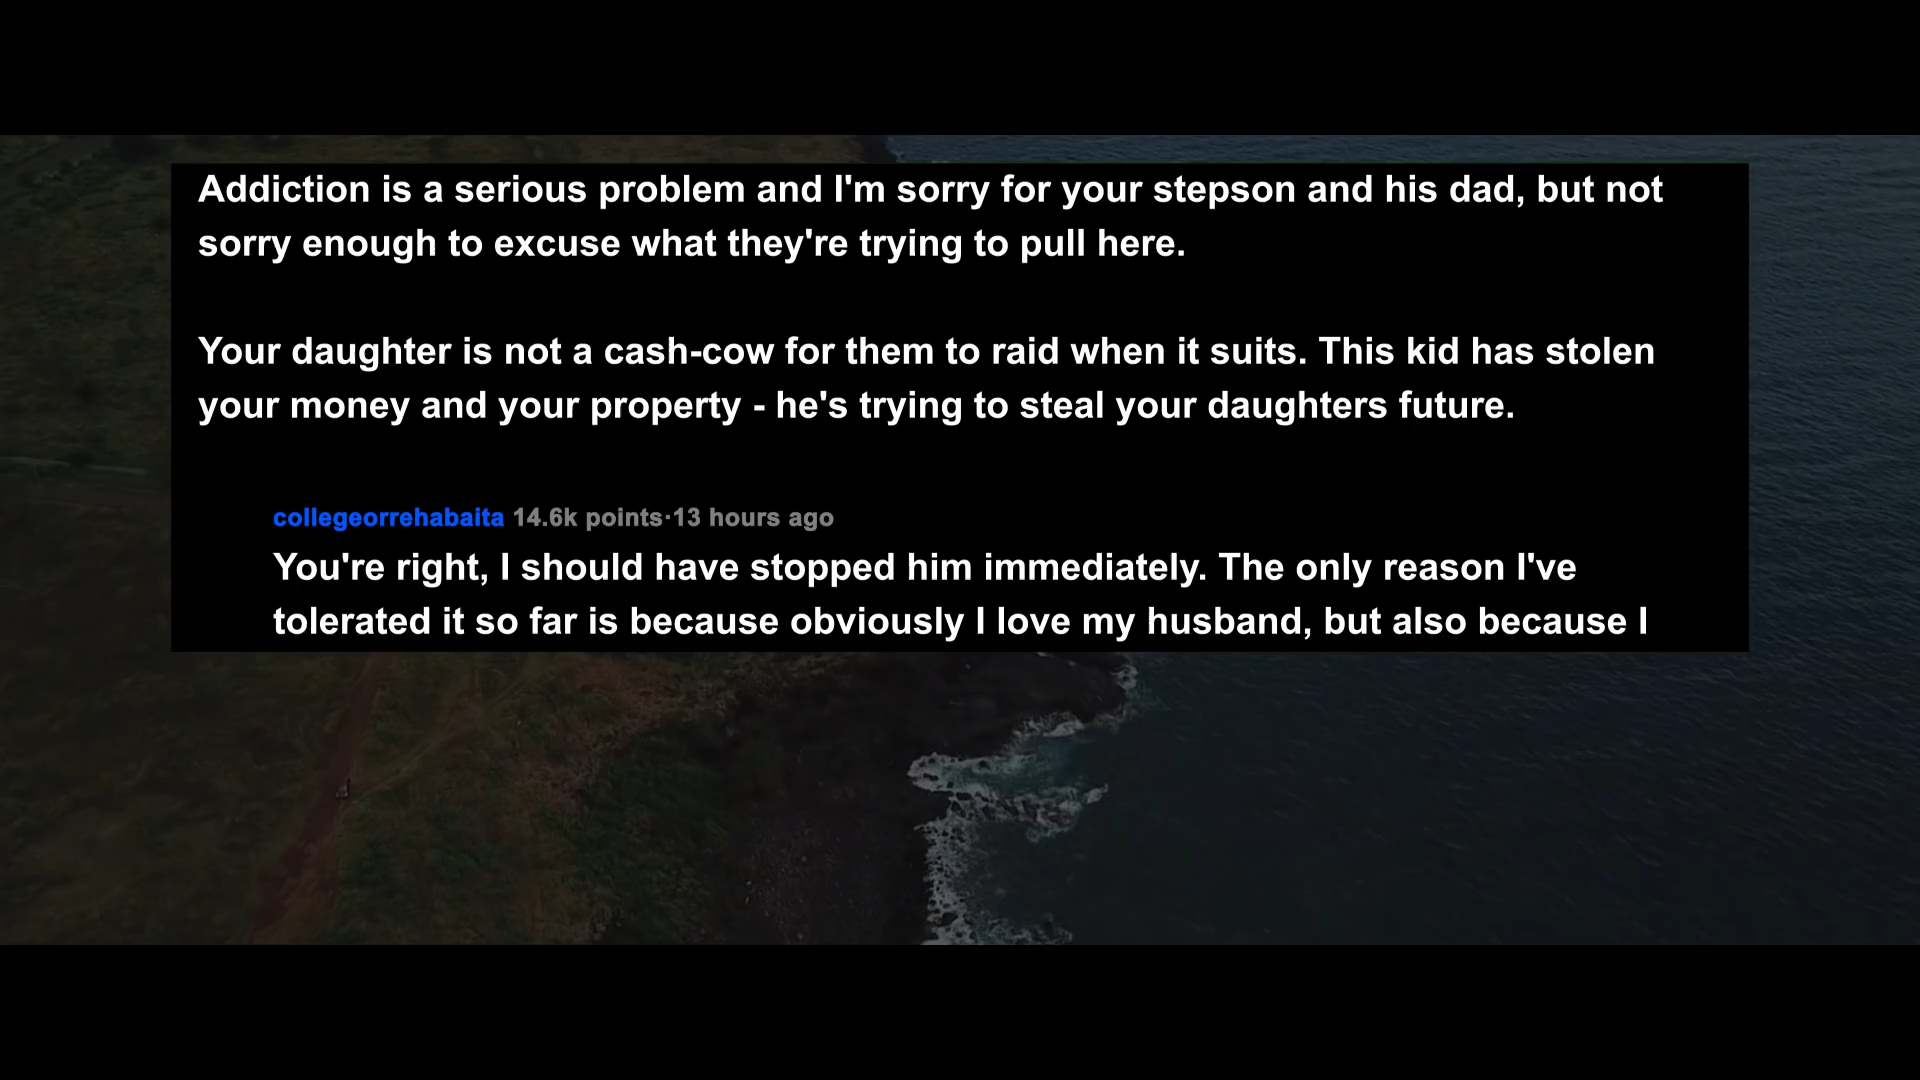 Addiction is a serious problem and I'm sorry for your stepson and his dad, but not
sorry enough to excuse what they're trying to pull here.
Your daughter is not a cash-cow for them to raid when it suits. This kid has stolen
your money and your property - he's trying to steal your daughters future.
collegeorrehabaita 14.6k points·13 hours ago
You're right, I should have stopped him immediately. The only reason I've
tolerated it so far is because obviously I love my husband, but also because I